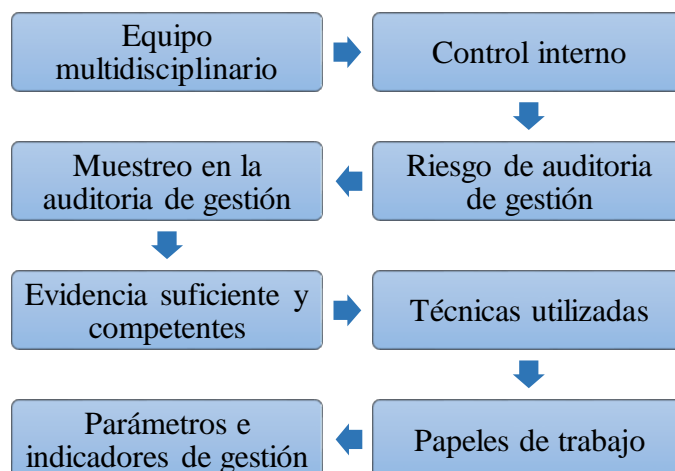 Equipo
multidisciplinario
Control interno
Riesgo de auditoria
de gestión
Muestreo en la
auditoria de gestión
Evidencia suficiente y
competentes
Técnicas utilizadas
Papeles de trabajo
Parámetros e
indicadores de gestión